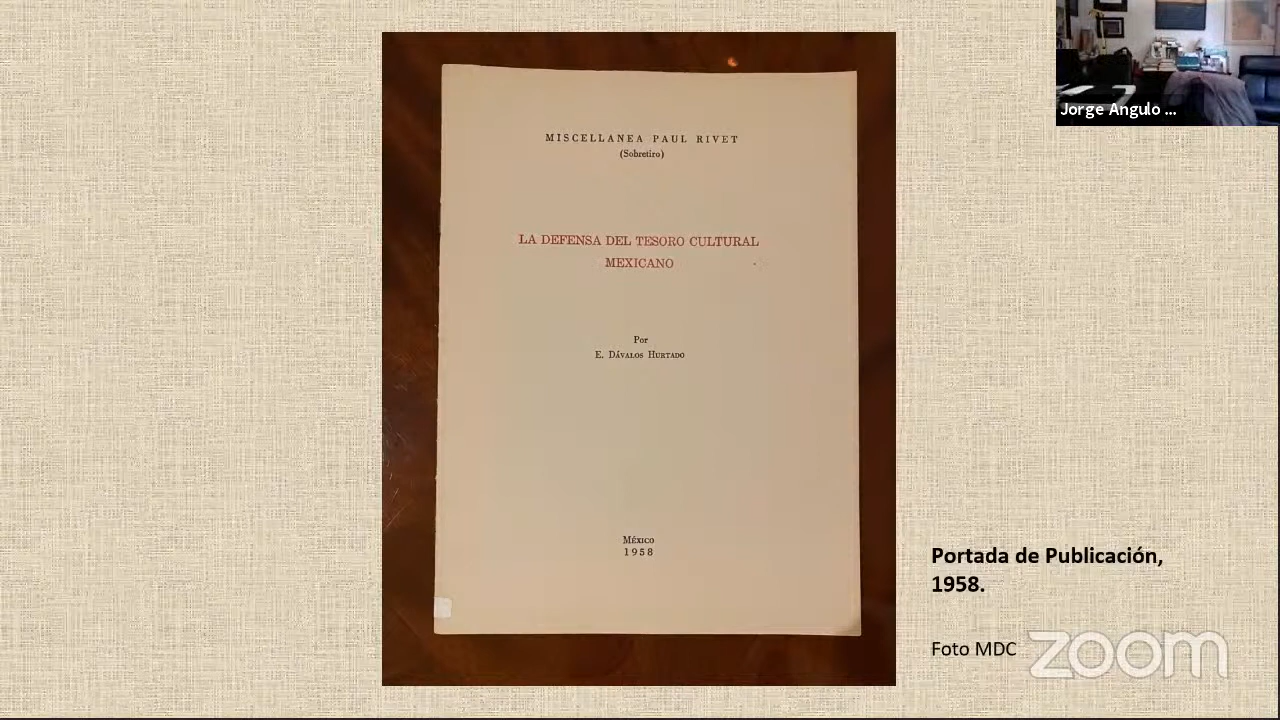 Jorge Angulo ...
MISCELLANEA PAUL RIVET
(Sobretiro)
LA DEFENSA DEL TESORO CULTURAL
MEXICANO
Por
E. DÁVALOS HURTADO
MÉXICO
1958
Portada de Publicación,
1958.
Foto MDC
zoom